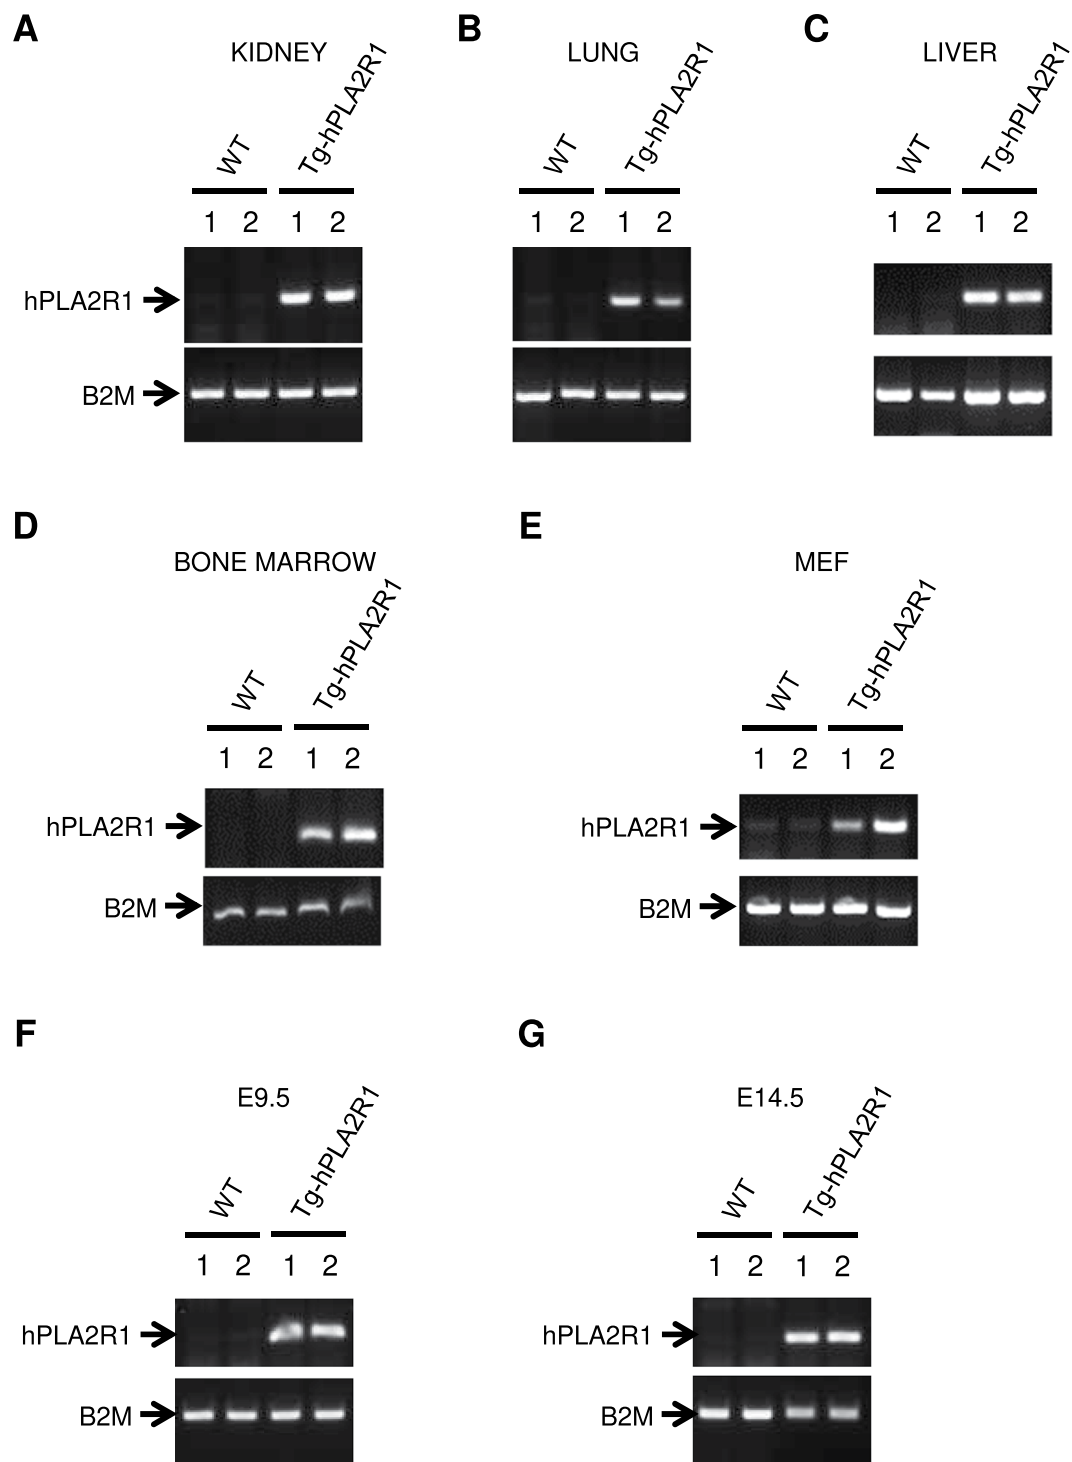 A
KIDNEY
WT
Tg-hPLA2R1
1 2 1 2
hPLA2R1
B2M
B
LUNG
WT
Tg-hPLA2R1
1 2 1 2
C
LIVER
WT
Tg-hPLA2R1
1 2 1 2
D
BONE MARROW
WT
Tg-hPLA2R1
1 2 1 2
hPLA2R1
B2M
E
MEF
WT
Tg-hPLA2R1
1 2 1 2
hPLA2R1
B2M
F
E9.5
WT
Tg-hPLA2R1
1 2 1 2
hPLA2R1
B2M
G
E14.5
WT
Tg-hPLA2R1
1 2 1 2
hPLA2R1
B2M